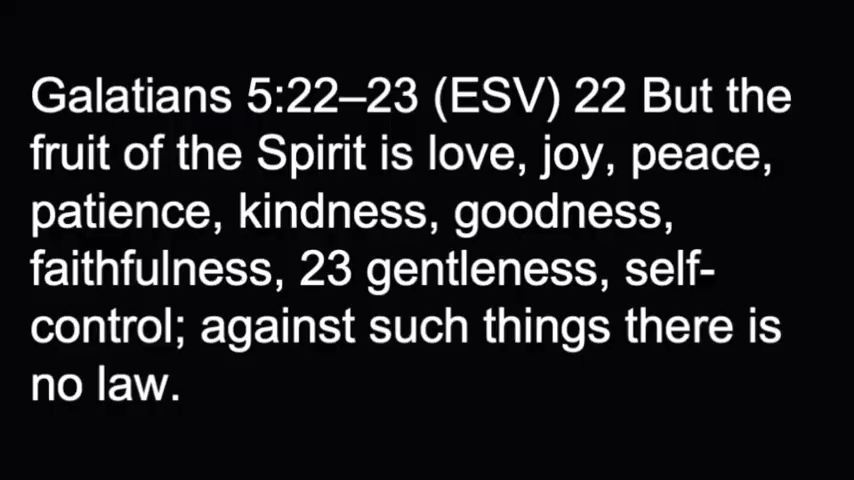 Galatians 5:22–23 (ESV) 22 But the
fruit of the Spirit is love, joy, peace,
patience, kindness, goodness,
faithfulness, 23 gentleness, self-
control; against such things there is
no law.